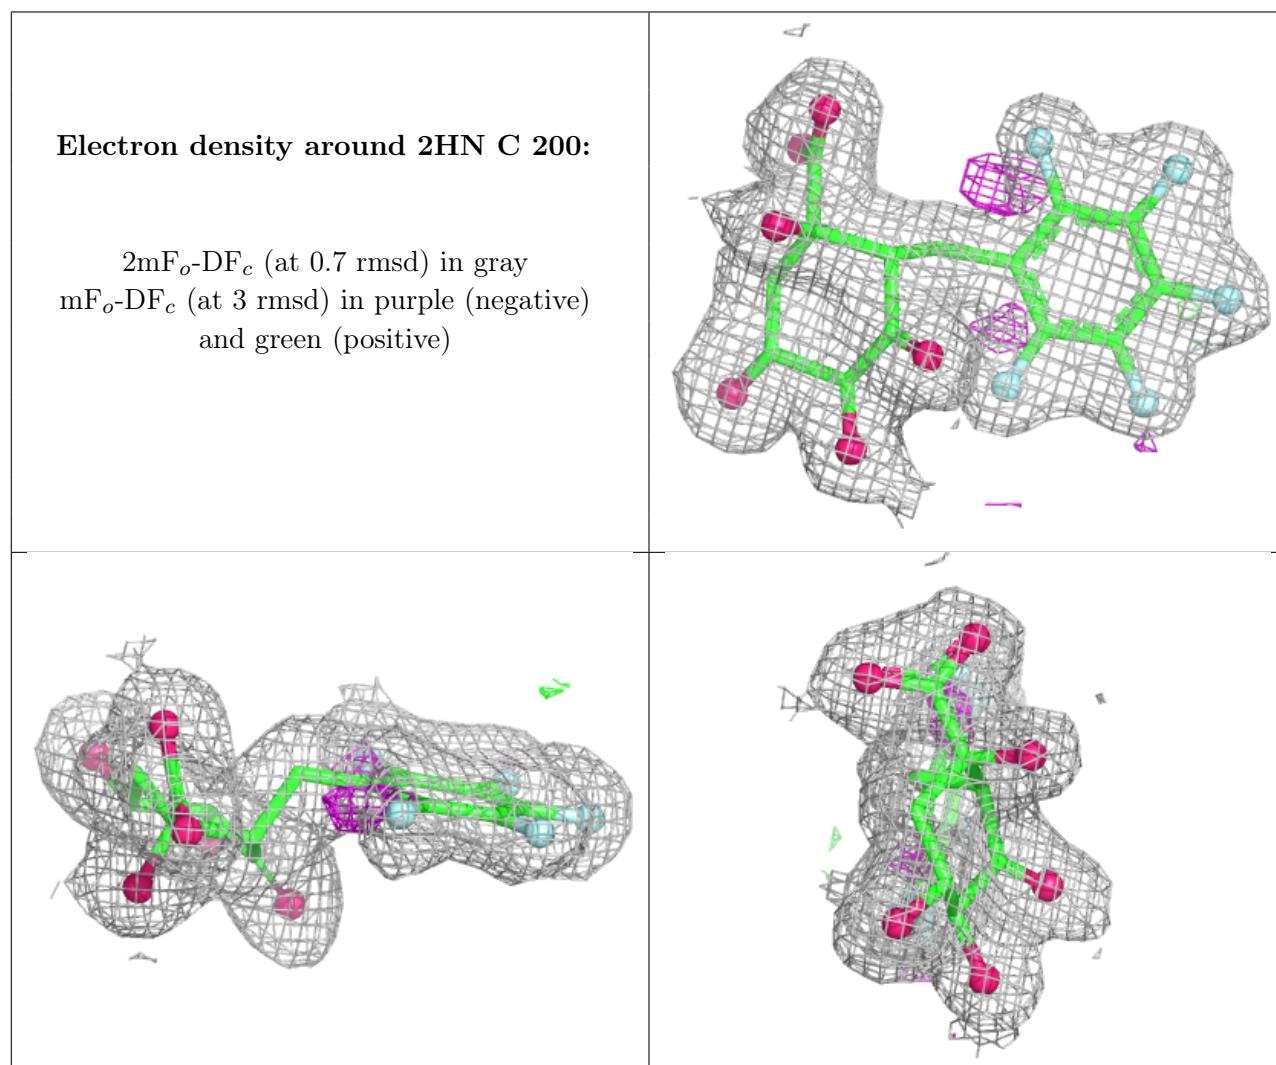 Electron density around 2HN C 200:
2mFo-DFc (at 0.7 rmsd) in gray
mFo-DFc (at 3 rmsd) in purple (negative)
and green (positive)